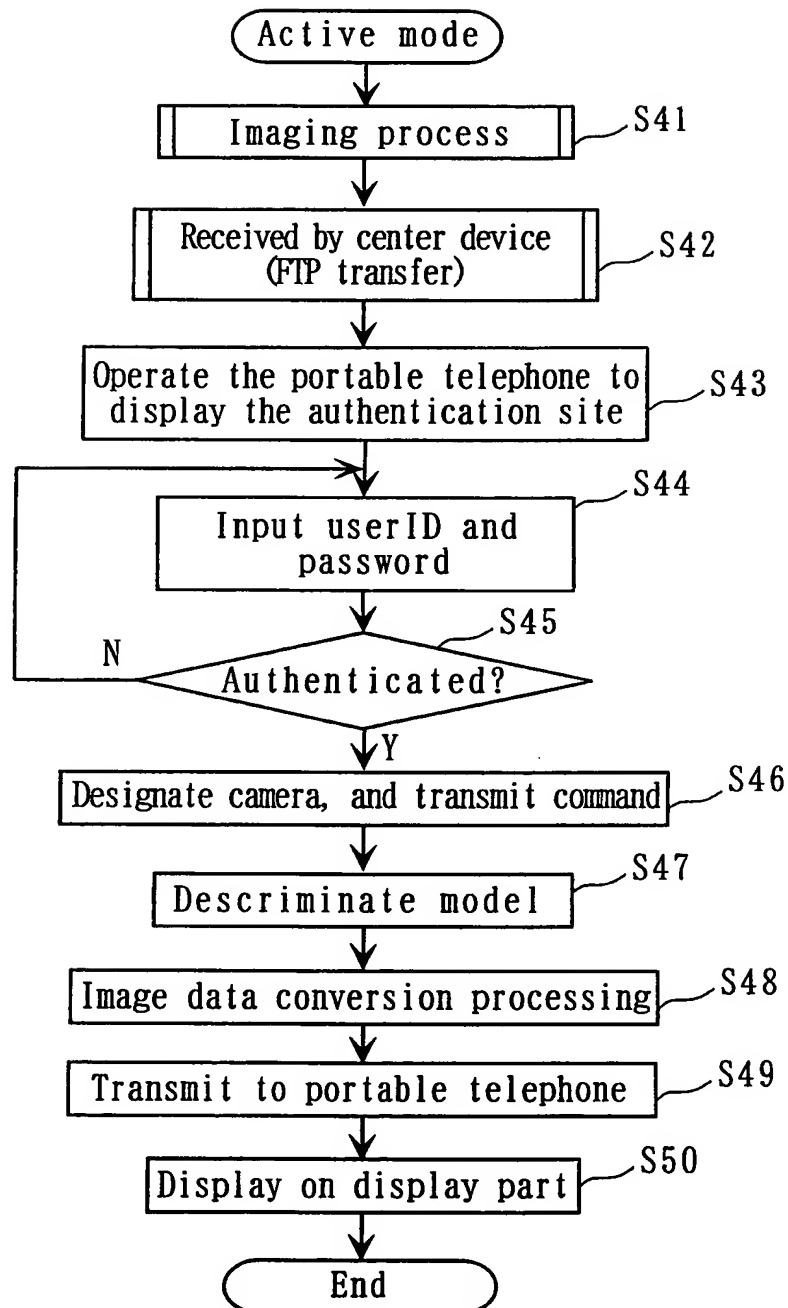 Active mode
Imaging process
S41
Received by center device
(FTP transfer)
S42
Operate the portable telephone to
display the authentication site
S43
Input userID and
password
S44
Authenticated?
S45
N
Y
Designate camera, and transmit command
S46
Descriminate model
S47
Image data conversion processing
S48
Transmit to portable telephone
S49
Display on display part
S50
End